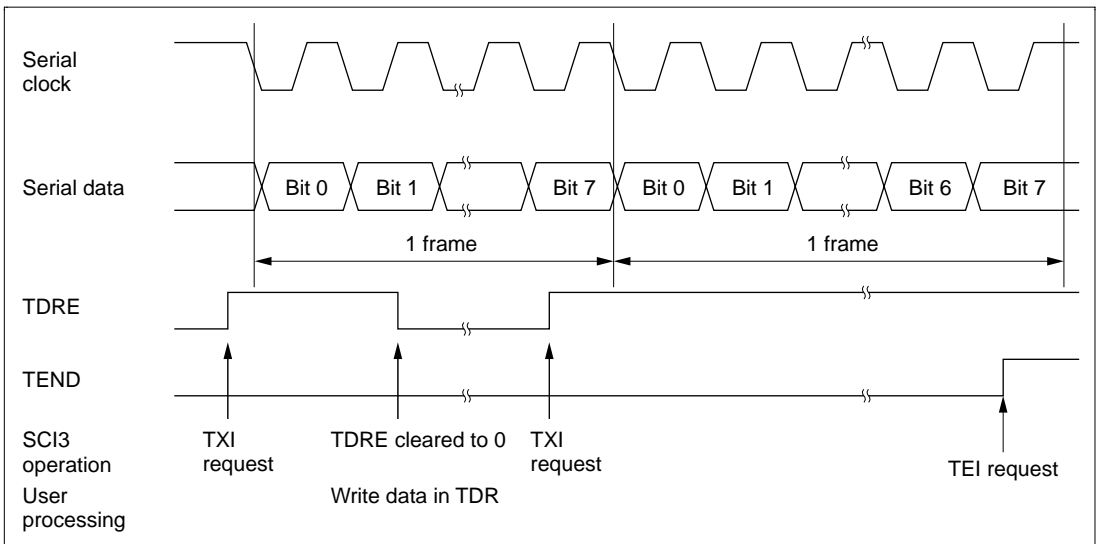 Serial
clock
Serial data
Bit 0
Bit 1
Bit 7
Bit 0
Bit 1
Bit 6
Bit 7
1 frame
1 frame
TDRE
TEND
SCI3
operation
TXI
request
TDRE cleared to 0
TXI
request
TEI request
User
processing
Write data in TDR